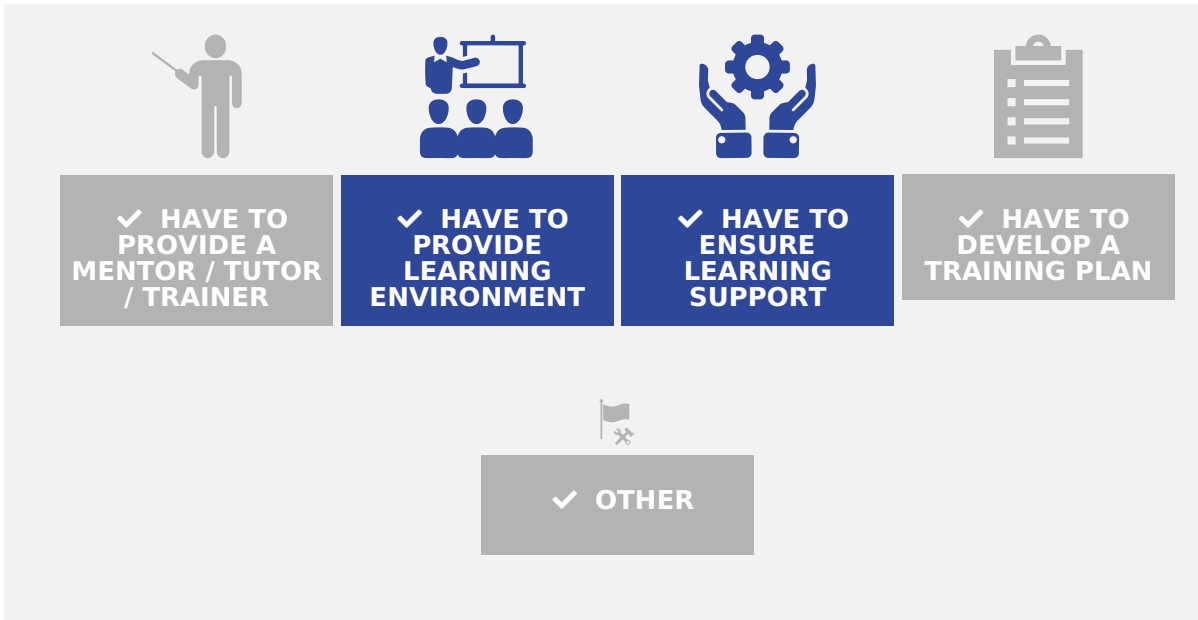 HAVE TO
PROVIDE A
MENTOR / TUTOR
/ TRAINER
HAVE TO
PROVIDE
LEARNING
ENVIRONMENT
HAVE TO
ENSURE
LEARNING
SUPPORT
HAVE TO
DEVELOP A
TRAINING PLAN
OTHER